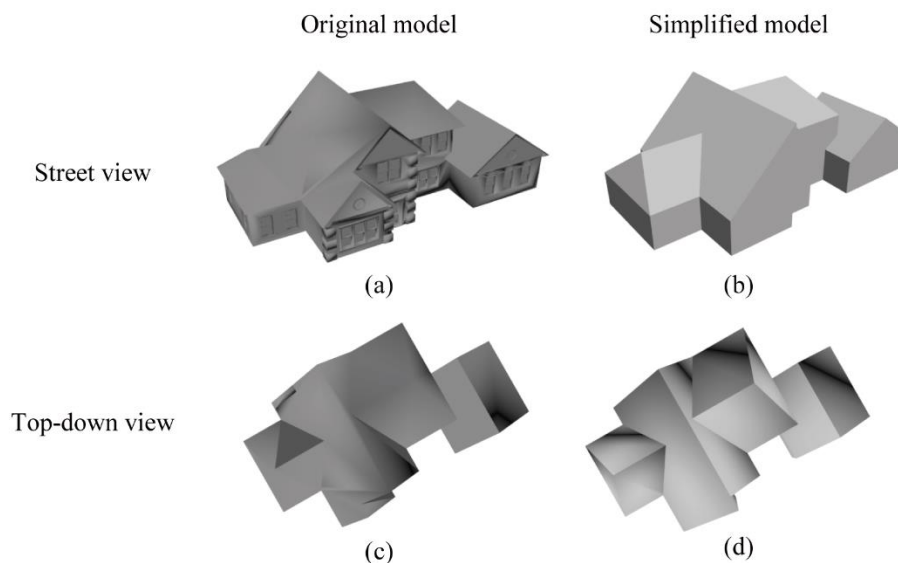 Original model
Simplified model
Street view
(a)
(b)
Top-down view
(c)
(d)